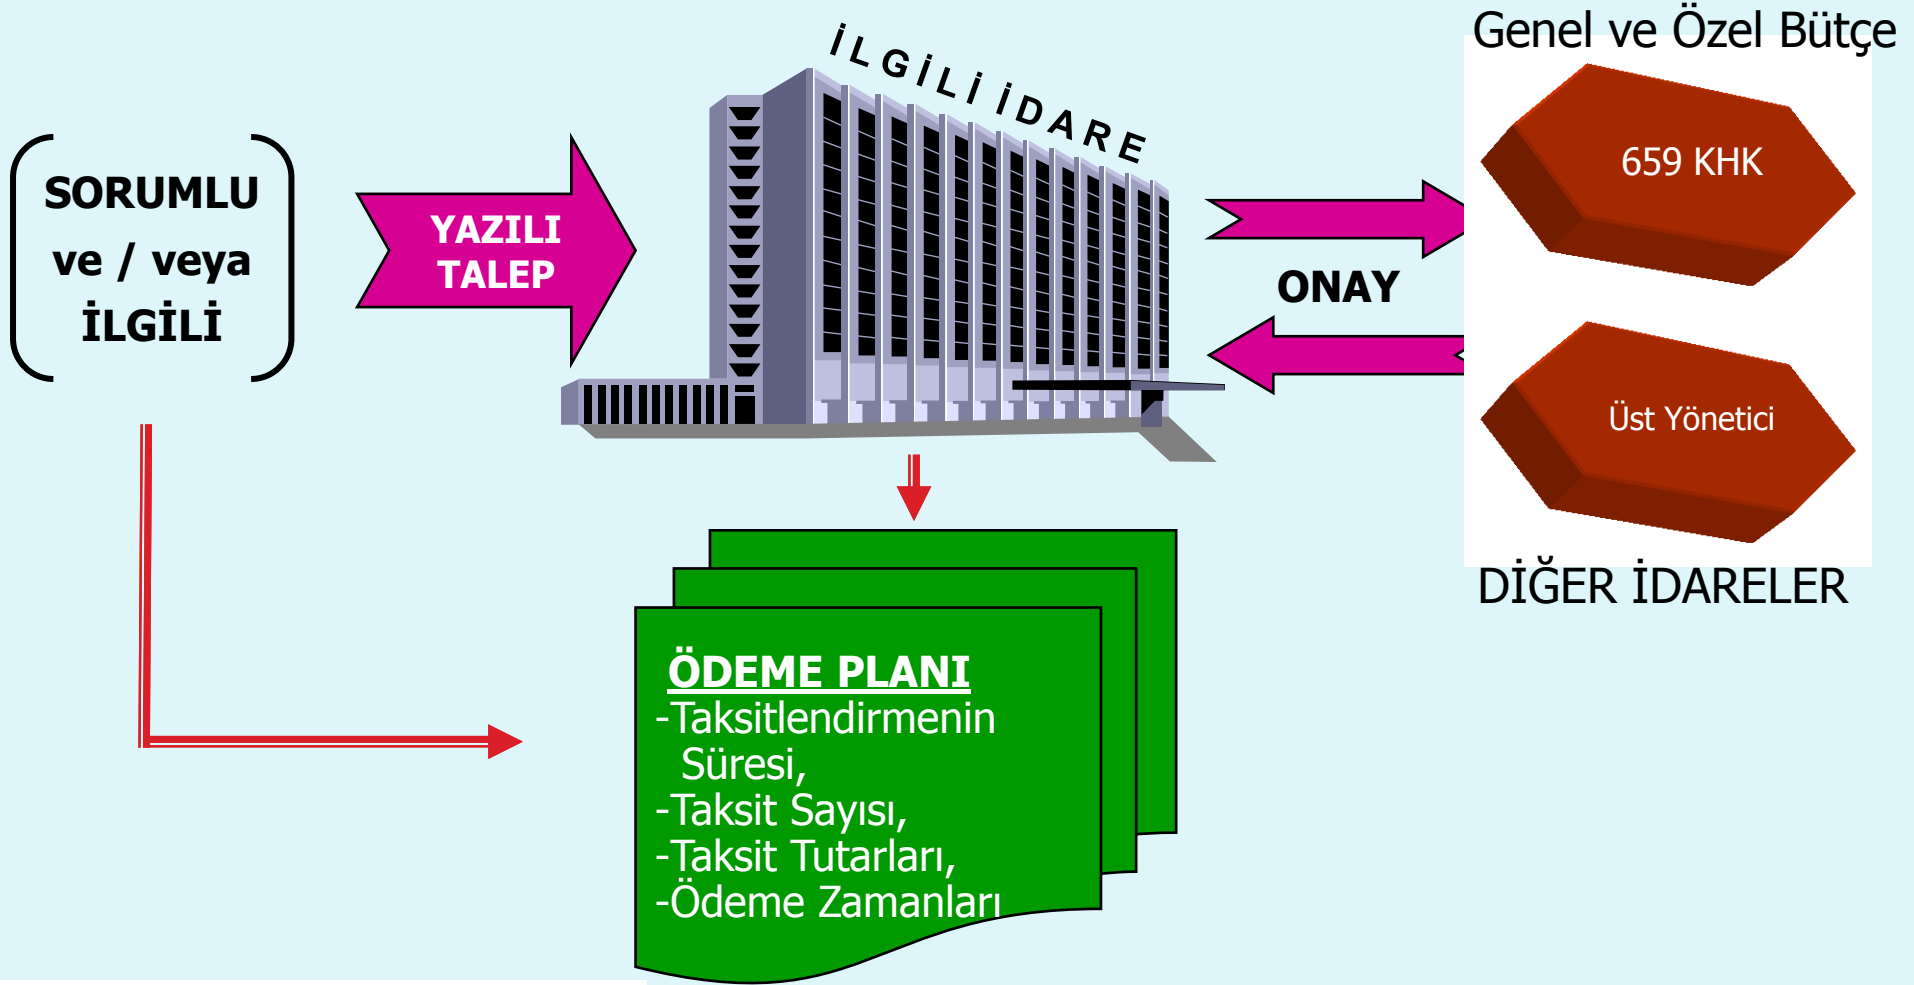 SORUMLU
ve / veya
İLGİLİ
YAZILI
TALEP
İLGİLİ İDARE
ONAY
Genel ve Özel Bütçe
659 KHK
Üst Yönetici
DİĞER İDARELER
ÖDEME PLANI
-Taksitlendirmenin
Süresi,
-Taksit Sayısı,
-Taksit Tutarları,
-Ödeme Zamanları